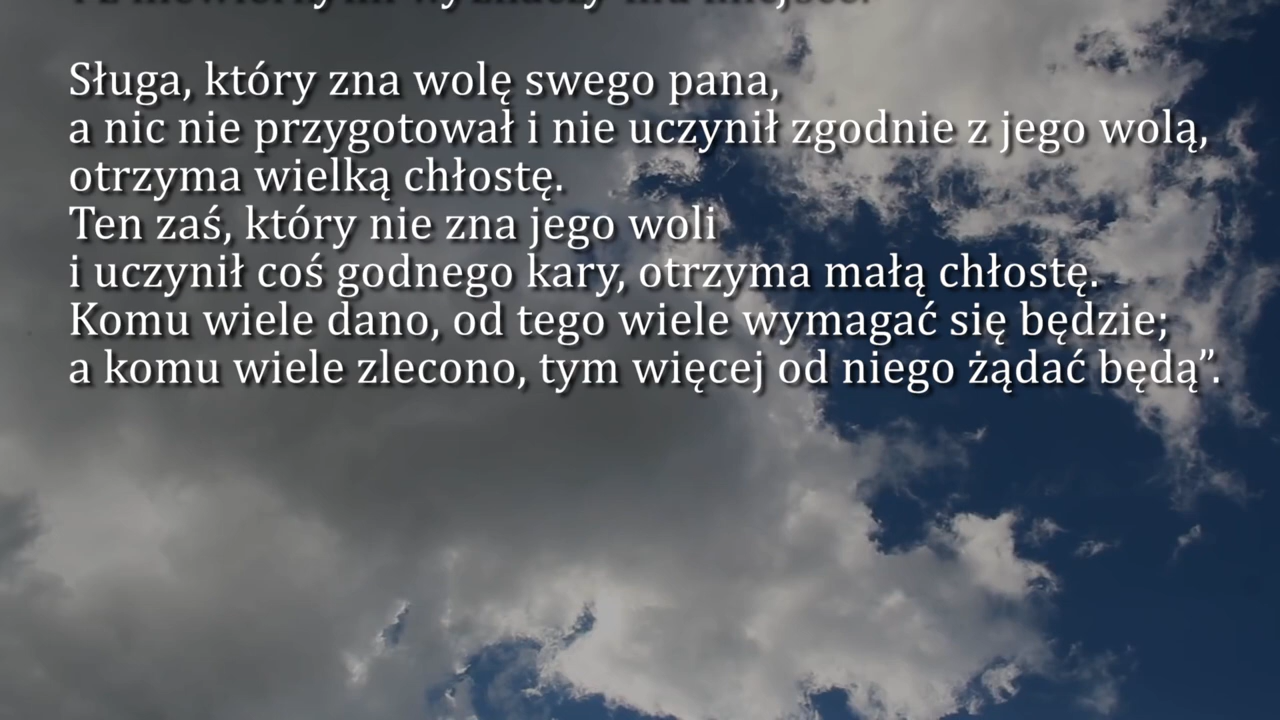 Sługa, który zna wolę swego pana,
a nic nie przygotował i nie uczynił zgodnie z jego wolą,
otrzyma wielką chłostę.
Ten zaś, który nie zna jego woli
i uczynił coś godnego kary, otrzyma małą chłostę.
Komu wiele dano, od tego wiele wymagać się będzie;
a komu wiele zlecono, tym więcej od niego żądać będą”.